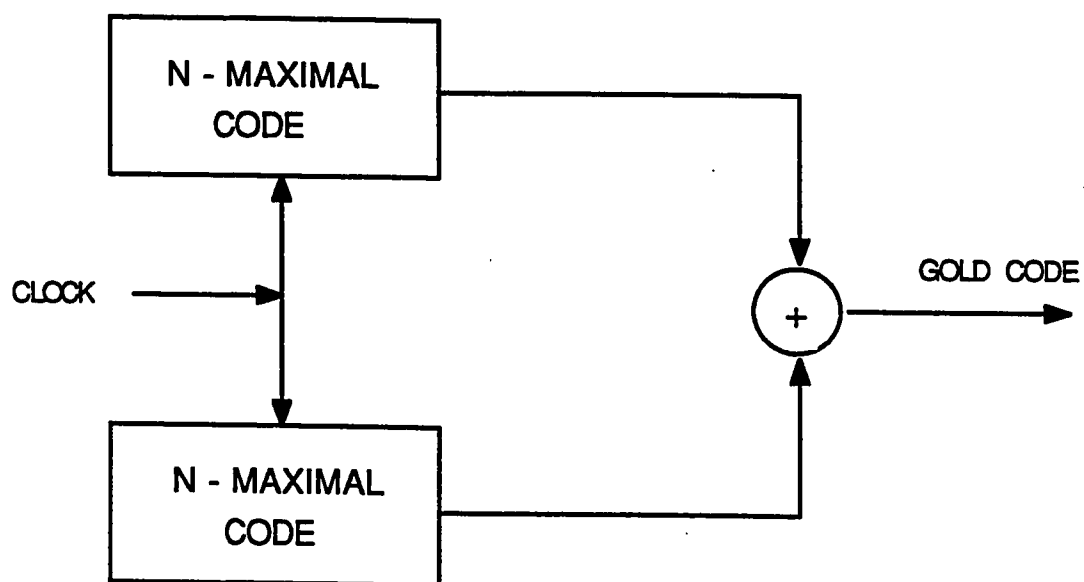 N - MAXIMAL
CODE
CLOCK
+
GOLD CODE
N - MAXIMAL
CODE